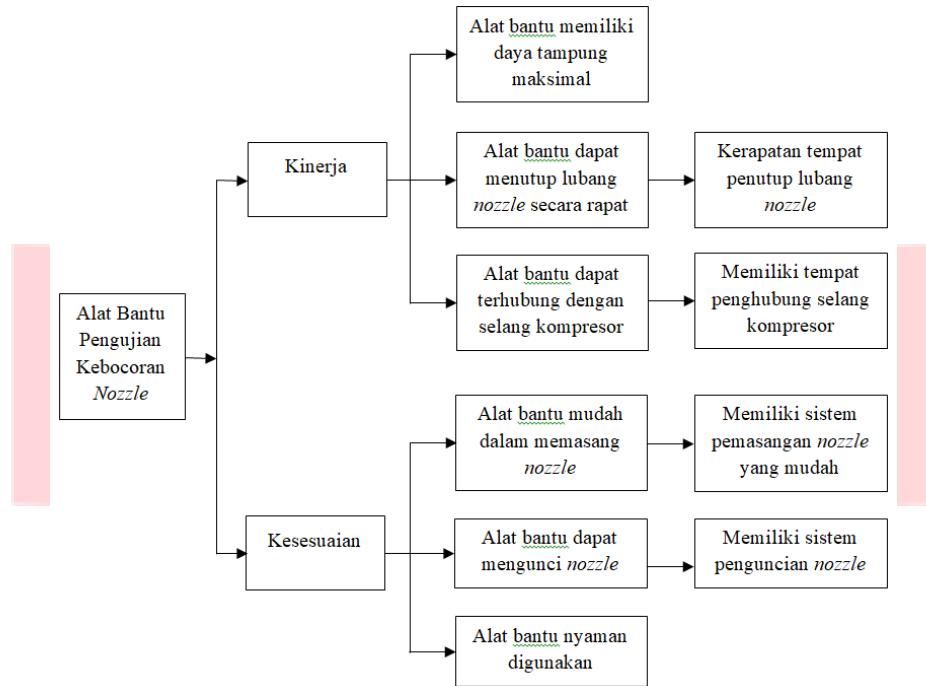 Alat bantu memiliki
daya tampung
maksimal
Kinerja
Alat bantu dapat
menutup lubang
nozzle secara rapat
Kerapatan tempat
penutup lubang
nozzle
Alat bantu dapat
terhubung dengan
selang kompresor
Memiliki tempat
penghubung selang
kompresor
Alat Bantu
Pengujian
Kebocoran
Nozzle
Alat bantu mudah
dalam memasang
nozzle
Memiliki sistem
pemasangan nozzle
yang mudah
Kesesuaian
Alat bantu dapat
mengunci nozzle
Memiliki sistem
penguncian nozzle
Alat bantu nyaman
digunakan